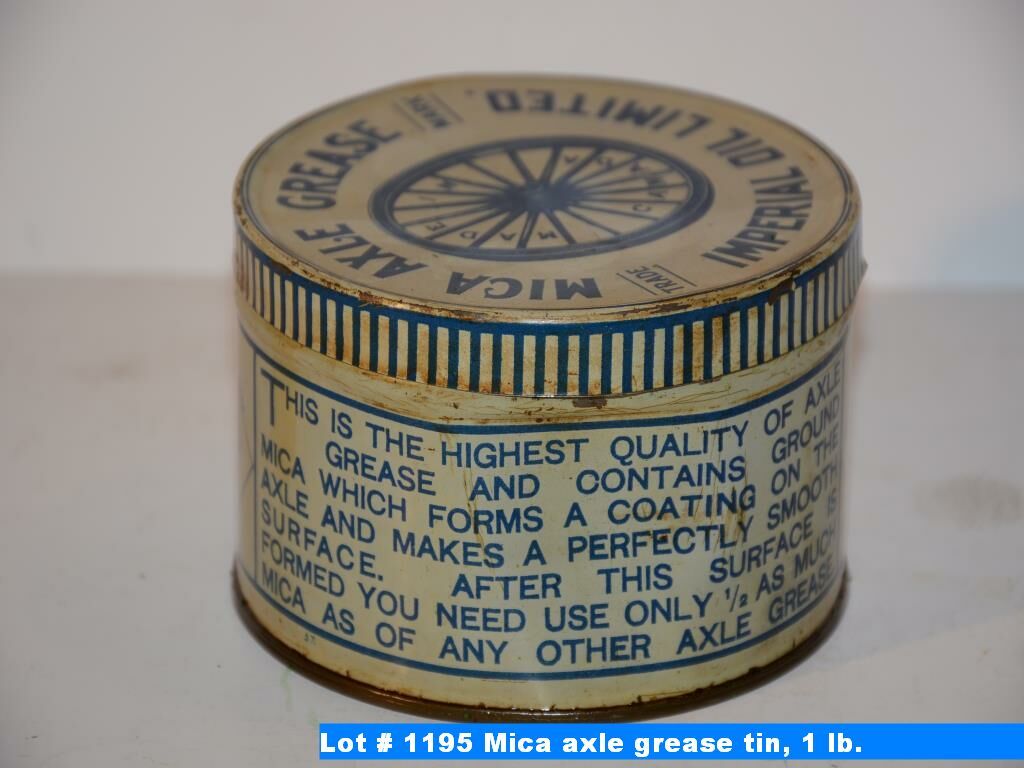 IMPERIAL OIL LIMITED.
MICA AXLE GREASE
TRADE
MARK
MADE IN CANADA
THIS IS THE HIGHEST QUALITY OF AXLE
GREASE AND CONTAINS GROUND
MICA WHICH FORMS A COATING ON THE
AXLE AND MAKES A PERFECTLY SMOOTH
SURFACE. AFTER THIS SURFACE IS
FORMED YOU NEED USE ONLY 1/2 AS MUCH
MICA AS OF ANY OTHER AXLE GREASE
Lot # 1195 Mica axle grease tin, 1 lb.